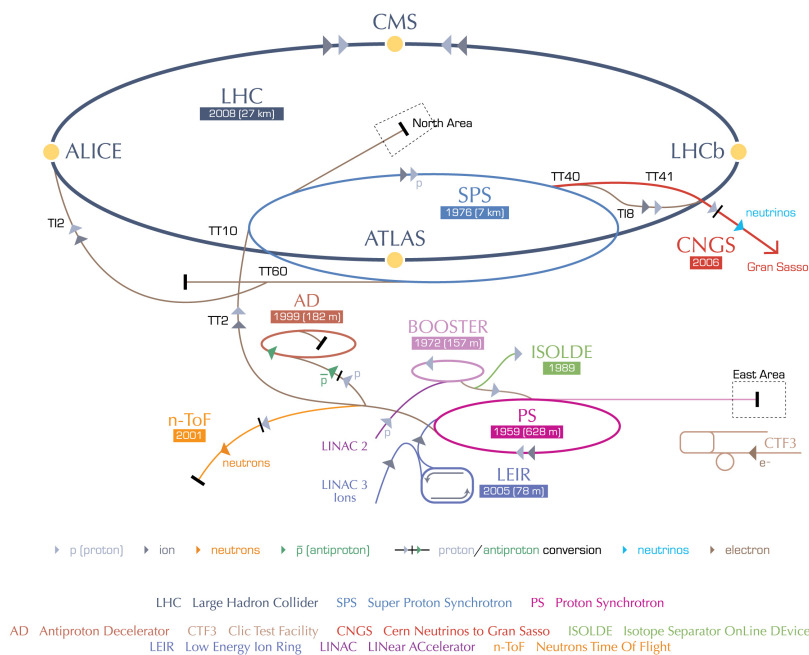 CMS
LHC
2008 (27 km)
North Area
ALICE
LHCb
TT40
TT41
p
SPS
1976 (7 km)
TI8
neutrinos
TI2
TT10
ATLAS
CNGS
2006
Gran Sasso
TT60
AD
1999 (182 m)
TT2
BOOSTER
1972 (157 m)
ISOLDE
1989
p
p
East Area
n-ToF
2001
PS
1959 (628 m)
p
LINAC 2
neutrons
CTF3
e-
LEIR
2005 (78 m)
LINAC 3
Ions
p (proton) ion neutrons p̅ (antiproton) proton/antiproton conversion neutrinos electron
LHC Large Hadron Collider SPS Super Proton Synchrotron PS Proton Synchrotron
AD Antiproton Decelerator CTF3 Clic Test Facility CNGS Cern Neutrinos to Gran Sasso ISOLDE Isotope Separator OnLine DEvice
LEIR Low Energy Ion Ring LINAC LINear ACcelerator n-ToF Neutrons Time Of Flight